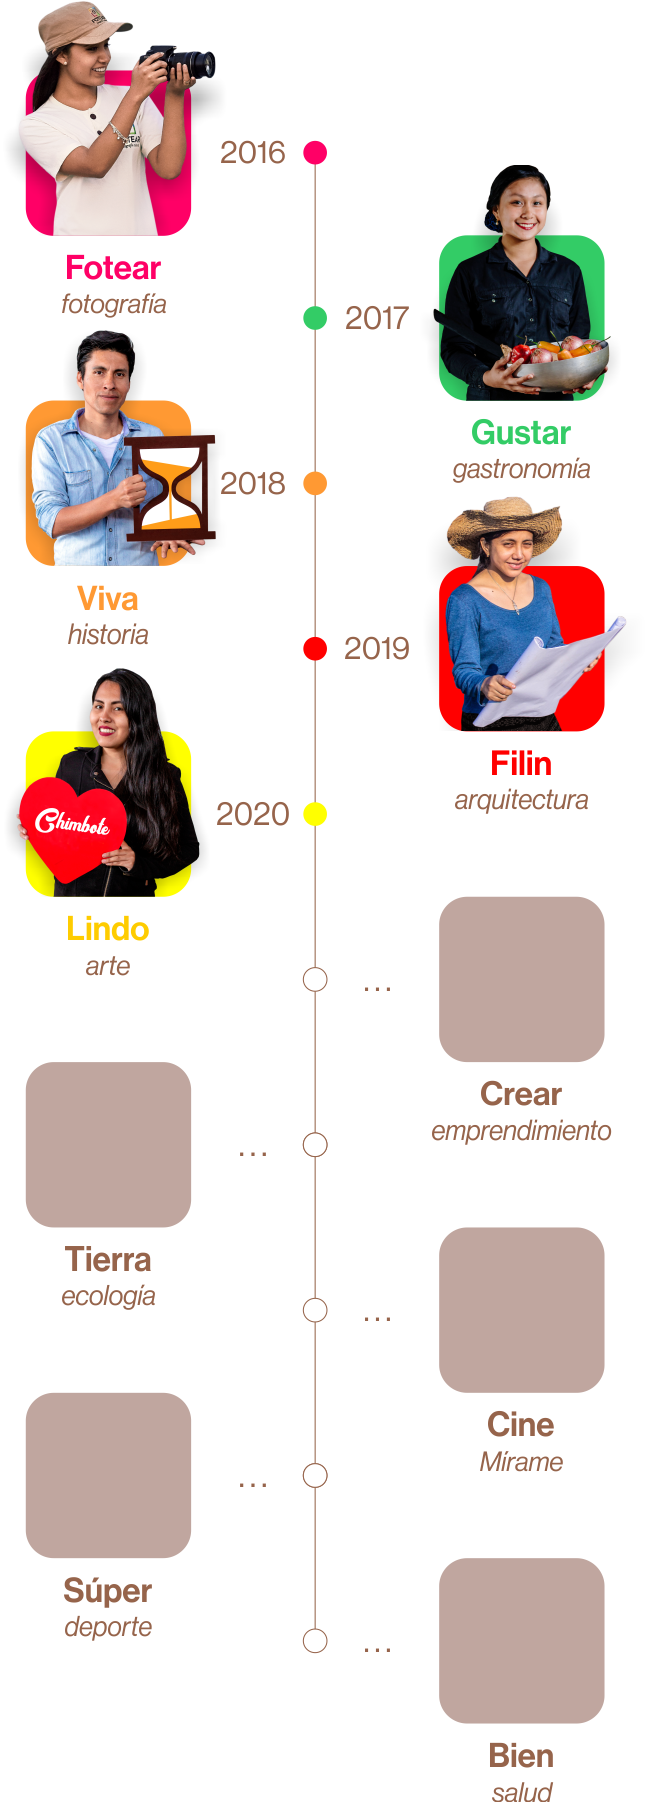 2016
Fotear
fotografía
2017
Gustar
gastronomía
2018
Viva
historia
2019
Filin
arquitectura
Chimbote
2020
Lindo
arte
...
Crear
emprendimiento
...
Tierra
ecología
...
Cine
Mírame
...
Súper
deporte
...
Bien
salud